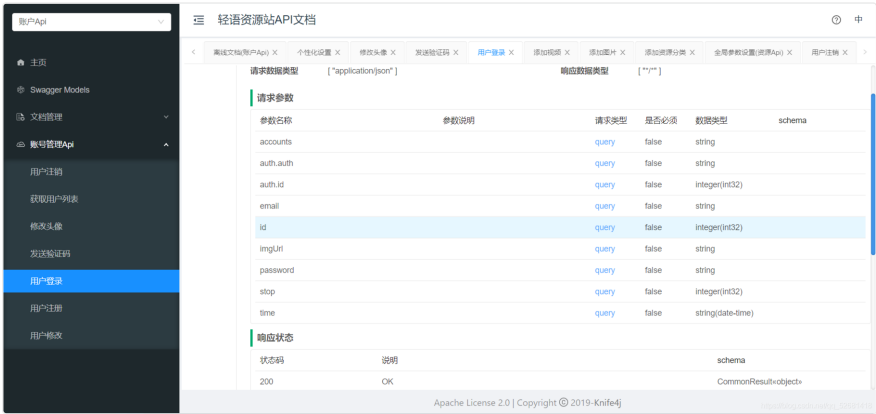 账户Api
轻语资源站API文档
中
离线文档(账户Api) × 个性化设置 × 修改头像 × 发送验证码 × 用户登录 × 添加视频 × 添加图片 × 添加资源分类 × 全局参数设置(资源Api) × 用户注销 ×
主页
Swagger Models
文档管理
账号管理Api
用户注销
获取用户列表
修改头像
发送验证码
用户登录
用户注册
用户修改
请求数据类型 [ "application/json" ] 响应数据类型 [ "*/*" ]
请求参数
参数名称 参数说明 请求类型 是否必须 数据类型 schema
accounts query false string
auth.auth query false string
auth.id query false integer(int32)
email query false string
id query false integer(int32)
imgUrl query false string
password query false string
stop query false integer(int32)
time query false string(date-time)
响应状态
状态码 说明 schema
200 OK CommonResult«object»
Apache License 2.0 | Copyright © 2019-Knife4j